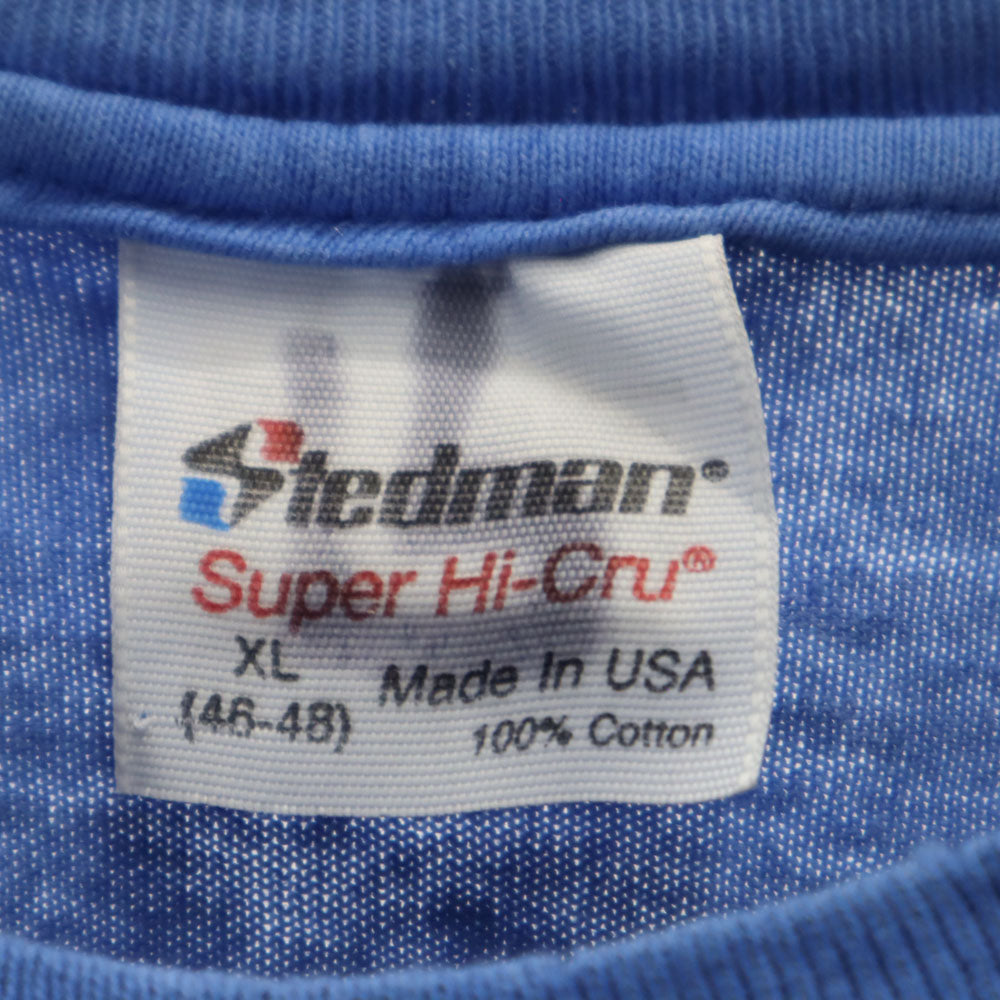 Stedman®
Super Hi-Cru®
XL
(46-48)
Made In USA
100% Cotton